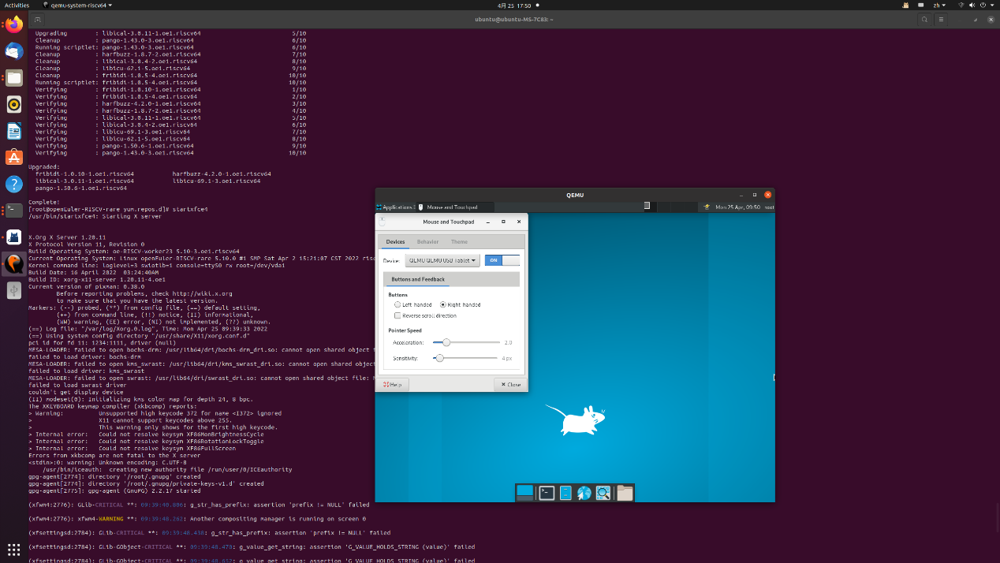 Activities
qemu-system-riscv64
4月 25 17:50
zh
ubuntu@ubuntu-MS-7C83: ~
Upgrading : libical-3.0.11-1.oe1.riscv64 5/10
Cleanup : pango-1.43.0-3.oe1.riscv64 6/10
Running scriptlet: pango-1.43.0-3.oe1.riscv64 6/10
Cleanup : harfbuzz-1.8.7-2.oe1.riscv64 7/10
Cleanup : libical-3.0.4-2.oe1.riscv64 8/10
Cleanup : libicu-62.1-5.oe1.riscv64 9/10
Cleanup : fribidi-1.0.5-4.oe1.riscv64 10/10
Running scriptlet: fribidi-1.0.5-4.oe1.riscv64 10/10
Verifying : fribidi-1.0.10-1.oe1.riscv64 1/10
Verifying : fribidi-1.0.5-4.oe1.riscv64 2/10
Verifying : harfbuzz-4.2.0-1.oe1.riscv64 3/10
Verifying : harfbuzz-1.8.7-2.oe1.riscv64 4/10
Verifying : libical-3.0.11-1.oe1.riscv64 5/10
Verifying : libical-3.0.4-2.oe1.riscv64 6/10
Verifying : libicu-69.1-3.oe1.riscv64 7/10
Verifying : libicu-62.1-5.oe1.riscv64 8/10
Verifying : pango-1.50.6-1.oe1.riscv64 9/10
Verifying : pango-1.43.0-3.oe1.riscv64 10/10
Upgraded:
fribidi-1.0.10-1.oe1.riscv64 harfbuzz-4.2.0-1.oe1.riscv64
libical-3.0.11-1.oe1.riscv64 libicu-69.1-3.oe1.riscv64
pango-1.50.6-1.oe1.riscv64
Complete!
[root@openEuler-RISCV-rare yum.repos.d]# startxfce4
/usr/bin/startxfce4: Starting X server
X.Org X Server 1.20.11
X Protocol Version 11, Revision 0
Build Operating System: oe-RISCV-worker23 5.10-3.oe1.riscv64
Current Operating System: Linux openEuler-RISCV-rare 5.10.0 #1 SMP Sat Apr 2 15:21:07 CST 2022
Kernel command line: loglevel=3 swiotlb=1 console=ttyS0 rw root=/dev/vda1
Build Date: 16 April 2022 03:24:40AM
Build ID: xorg-x11-server 1.20.11-4.oe1
Current version of pixman: 0.38.0
Before reporting problems, check http://wiki.x.org
to make sure that you have the latest version.
Markers: (--) probed, (**) from config file, (==) default setting,
(++) from command line, (!!) notice, (II) informational,
(WW) warning, (EE) error, (NI) not implemented, (??) unknown.
(==) Log file: "/var/log/Xorg.0.log", Time: Mon Apr 25 09:39:33 2022
(==) Using system config directory "/usr/share/X11/xorg.conf.d"
pci id for fd 11: 1234:1111, driver (null)
MESA-LOADER: failed to open bochs-drm: /usr/lib64/dri/bochs-drm_dri.so: cannot open shared object f
failed to load driver: bochs-drm
MESA-LOADER: failed to open kms_swrast: /usr/lib64/dri/kms_swrast_dri.so: cannot open shared object
failed to load driver: kms_swrast
MESA-LOADER: failed to open swrast: /usr/lib64/dri/swrast_dri.so: cannot open shared object file: N
failed to load swrast driver
couldn't get display device
(II) modeset(0): Initializing kms color map for depth 24, 8 bpc.
The XKEYBOARD keymap compiler (xkbcomp) reports:
> Warning: Unsupported high keycode 372 for name <I372> ignored
> X11 cannot support keycodes above 255.
> This warning only shows for the first high keycode.
> Internal error: Could not resolve keysym XF86MonBrightnessCycle
> Internal error: Could not resolve keysym XF86RotationLockToggle
> Internal error: Could not resolve keysym XF86FullScreen
Errors from xkbcomp are not fatal to the X server
<stdin>:0: warning: Unknown encoding: C.UTF-8
/usr/bin/iceauth: creating new authority file /run/user/0/ICEauthority
gpg-agent[2774]: directory '/root/.gnupg' created
gpg-agent[2774]: directory '/root/.gnupg/private-keys-v1.d' created
gpg-agent[2775]: gpg-agent (GnuPG) 2.2.17 started
(xfwm4:2776): GLib-CRITICAL **: 09:39:40.806: g_str_has_prefix: assertion 'prefix != NULL' failed
(xfwm4:2776): xfwm4-WARNING **: 09:39:48.262: Another compositing manager is running on screen 0
(xfsettingsd:2784): GLib-CRITICAL **: 09:39:48.438: g_str_has_prefix: assertion 'prefix != NULL' failed
(xfsettingsd:2784): GLib-GObject-CRITICAL **: 09:39:48.470: g_value_get_string: assertion 'G_VALUE_HOLDS_STRING (value)' failed
(xfsettingsd:2784): GLib-GObject-CRITICAL **: 09:39:48.652: g_value_get_string: assertion 'G_VALUE_HOLDS_STRING (value)' failed
QEMU
Applications
Mouse and Touchpad
Mon 25 Apr, 09:50
root
Mouse and Touchpad
Devices
Behavior
Theme
Device:
QEMU QEMU USB Tablet
ON
Buttons and Feedback
Buttons
Left-handed
Right-handed
Reverse scroll direction
Pointer Speed
Acceleration:
2.0
Sensitivity:
4 px
Help
Close